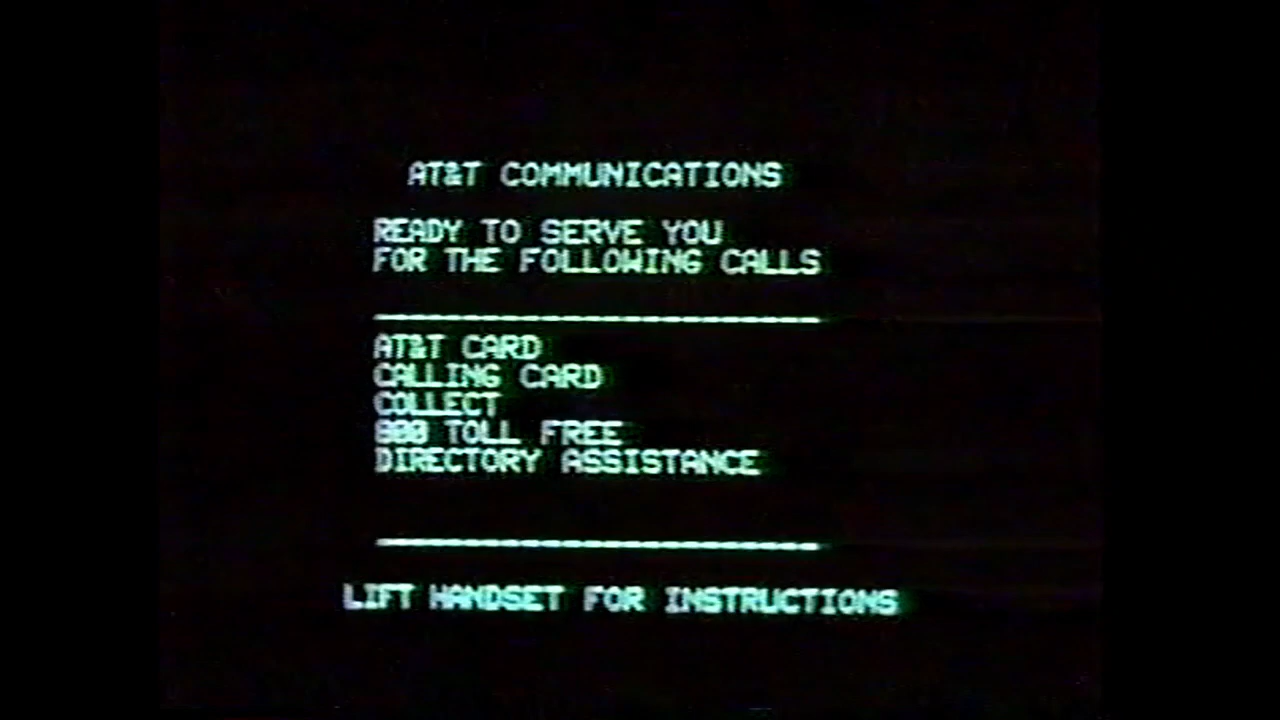 AT&T COMMUNICATIONS
READY TO SERVE YOU
FOR THE FOLLOWING CALLS
AT&T CARD
CALLING CARD
COLLECT
800 TOLL FREE
DIRECTORY ASSISTANCE
LIFT HANDSET FOR INSTRUCTIONS